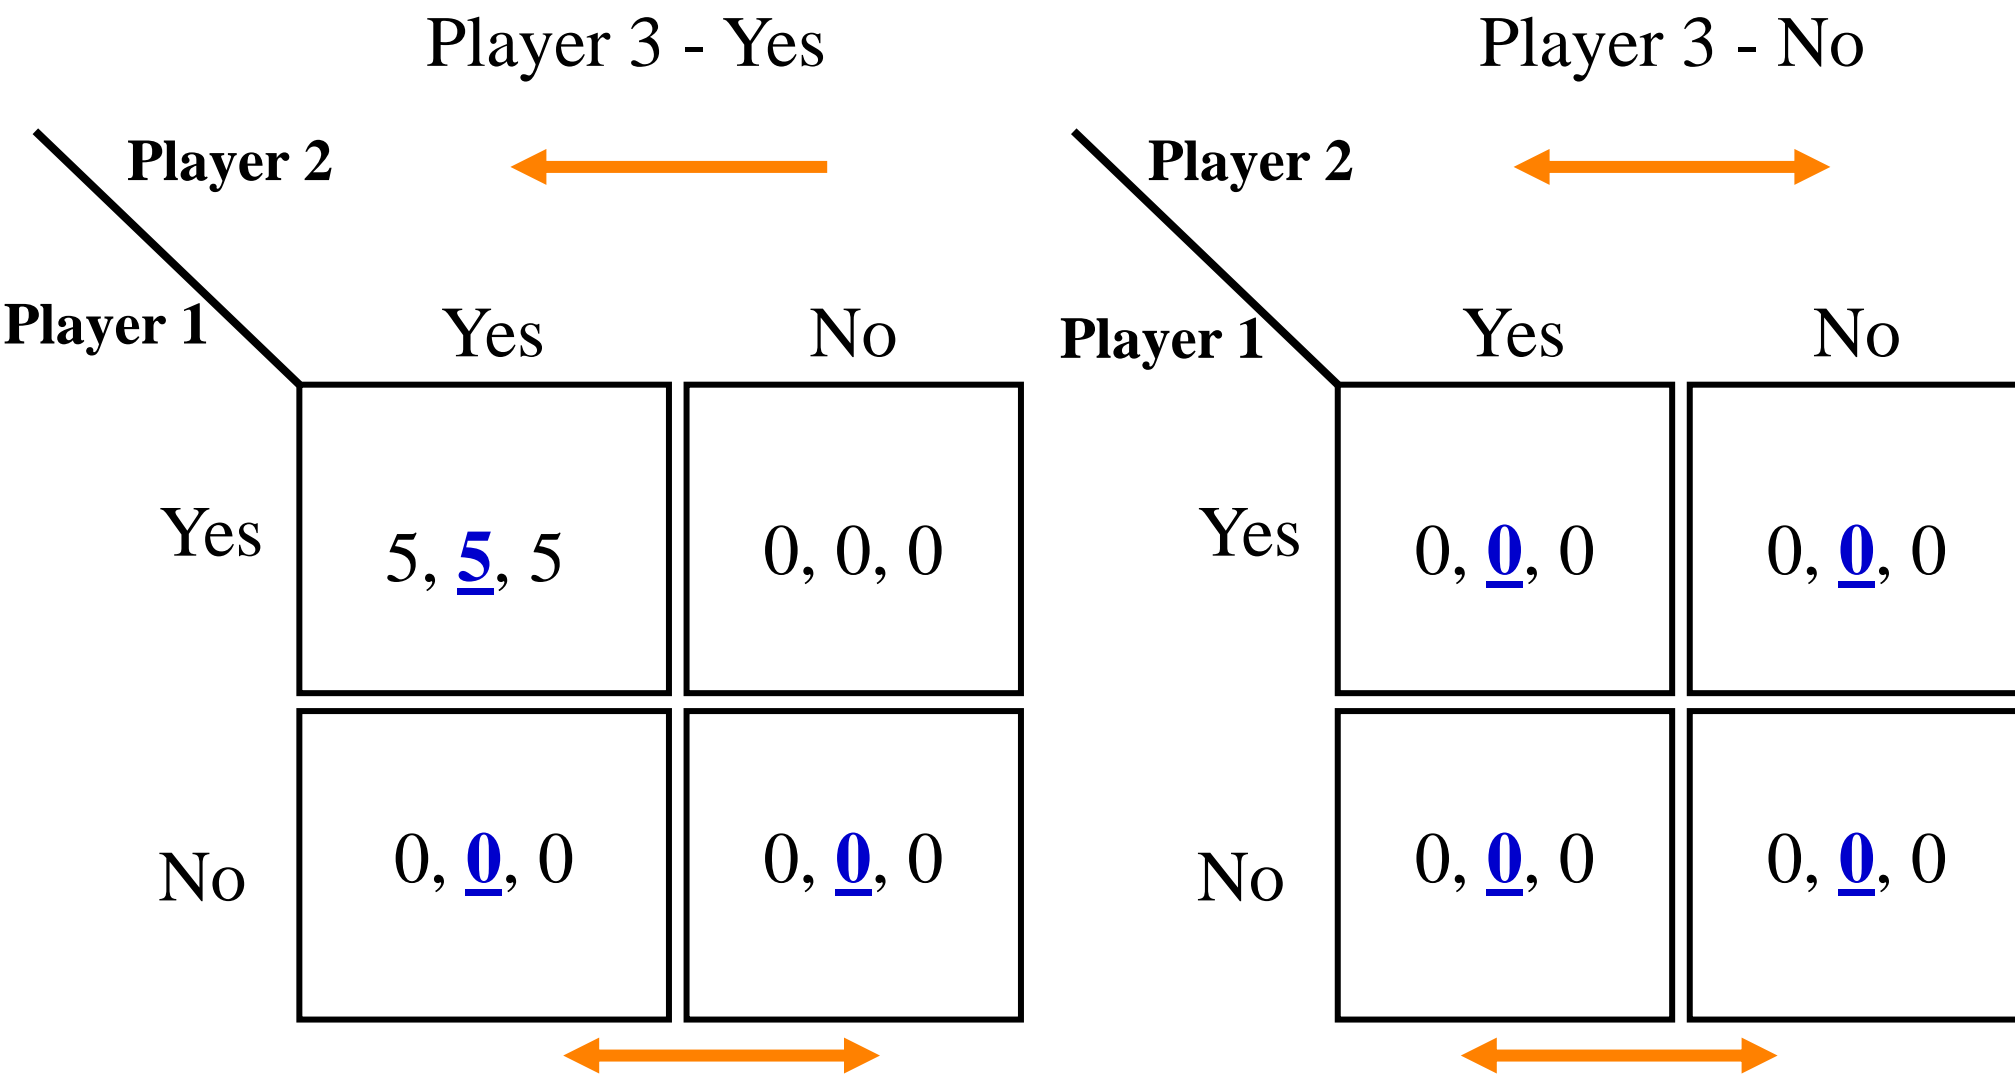 Player 3 - Yes
Player 3 - No
Player 2
Player 2
Player 1
Yes
No
Player 1
Yes
No
Yes
5, 5, 5
0, 0, 0
Yes
0, 0, 0
0, 0, 0
No
0, 0, 0
0, 0, 0
No
0, 0, 0
0, 0, 0